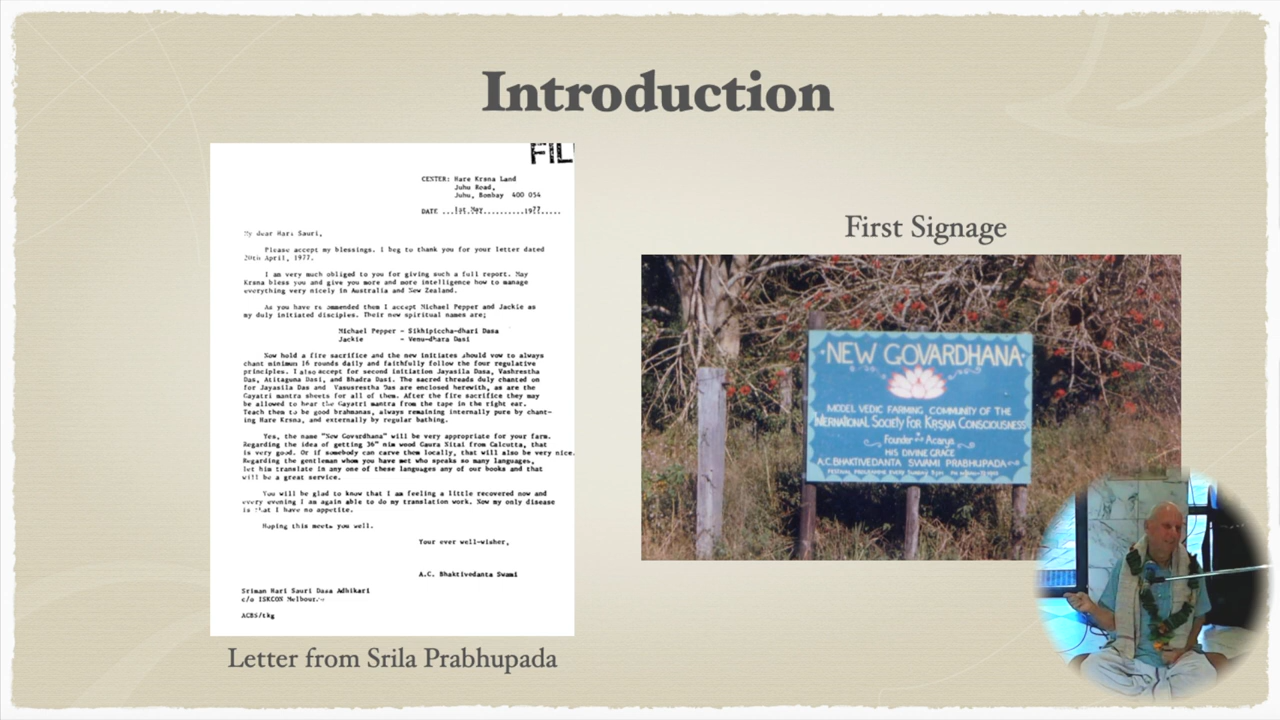 Introduction
FIL
CENTER: Hare Krsna Land
Juhu Road,
Juhu, Bombay 400 054
DATE ...1st May..........1977......
My dear Hari Sauri,
Please accept my blessings. I beg to thank you for your letter dated
20th April, 1977.
I am very much obliged to you for giving such a full report. May
Krsna bless you and give you more and more intelligence how to manage
everything very nicely in Australia and New Zealand.
As you have re ommended them I accept Michael Pepper and Jackie as
my duly initiated disciples. Their new spiritual names are;
Michael Pepper - Sikhipiccha-dhari Dasa
Jackie - Venu-dhara Dasi
Now hold a fire sacrifice and the new initiates should vow to always
chant minimum 16 rounds daily and faithfully follow the four regulative
principles. I also accept for second initiation Jayasila Dasa, Vashrestha
Das, Atitaguna Dasi, and Bhadra Dasi. The sacred threads duly chanted on
for Jayasila Das and Vasusrestha Das are enclosed herewith, as are the
Gayatri mantra sheets for all of them. After the fire sacrifice they may
be allowed to hear the Gayatri mantra from the tape in the right ear.
Teach them to be good brahmanas, always remaining internally pure by chant-
ing Hare Krsna, and externally by regular bathing.
Yes, the name "New Govardhana" will be very appropriate for your farm.
Regarding the idea of getting 36" nim wood Gaura Nitai from Calcutta, that
is very good. Or if somebody can carve them locally, that will also be very nice.
Regarding the gentleman whom you have met who speaks so many languages,
let him translate in any one of these languages any of our books and that
will be a great service.
You will be glad to know that I am feeling a little recovered now and
every evening I am again able to do my translation work. Now my only disease
is that I have no appetite.
Hoping this meets you well.
Your ever well-wisher,
A.C. Bhaktivedanta Swami
Sriman Hari Sauri Dasa Adhikari
c/o ISKCON Melbourne
ACBS/tkg
Letter from Srila Prabhupada
First Signage
NEW GOVARDHANA
MODEL VEDIC FARMING COMMUNITY OF THE
INTERNATIONAL SOCIETY FOR KRṢṆA CONSCIOUSNESS
Founder Acarya
HIS DIVINE GRACE
A.C. BHAKTIVEDANTA SWAMI PRABHUPADA
FESTIVAL PROGRAMME EVERY SUNDAY